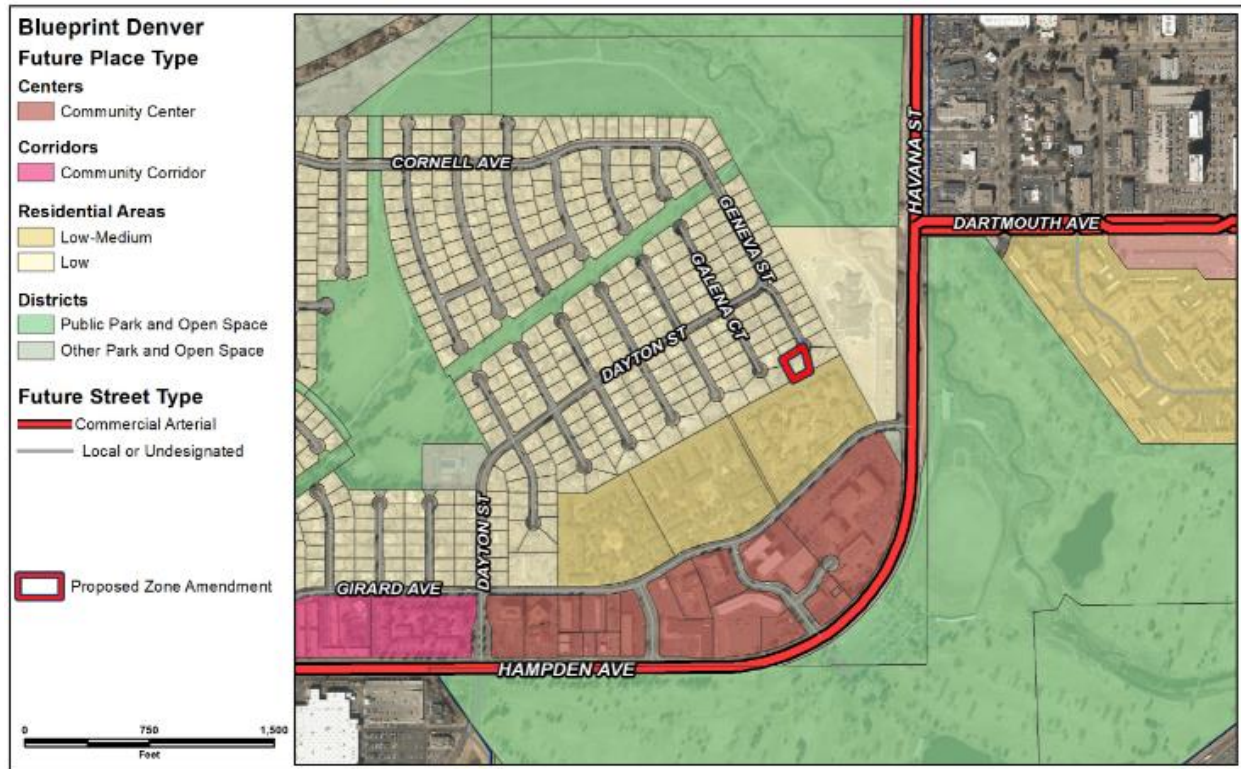 Blueprint Denver
Future Place Type
Centers
Community Center
Corridors
Community Corridor
Residential Areas
Low-Medium
Low
Districts
Public Park and Open Space
Other Park and Open Space
Future Street Type
Commercial Arterial
Local or Undesignated
Proposed Zone Amendment
0 750 1,500
Feet
CORNELL AVE
HAVANA ST
GENEVA ST
DARTMOUTH AVE
GALENA CT
DAYTON ST
DAYTON ST
GIRARD AVE
HAMPDEN AVE